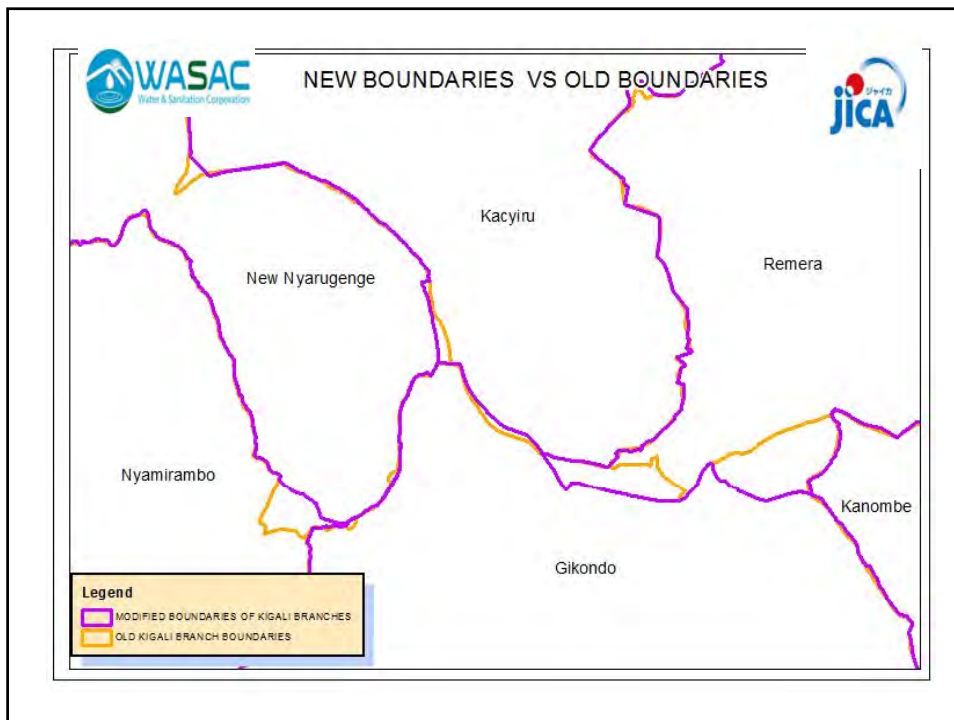 WASAC
Water & Sanitation Corporation
NEW BOUNDARIES VS OLD BOUNDARIES
ジャイカ
jICA
Kacyiru
Remera
New Nyarugenge
Nyamirambo
Kanombe
Gikondo
Legend
MODIFIED BOUNDARIES OF KIGALI BRANCHES
OLD KIGALI BRANCH BOUNDARIES